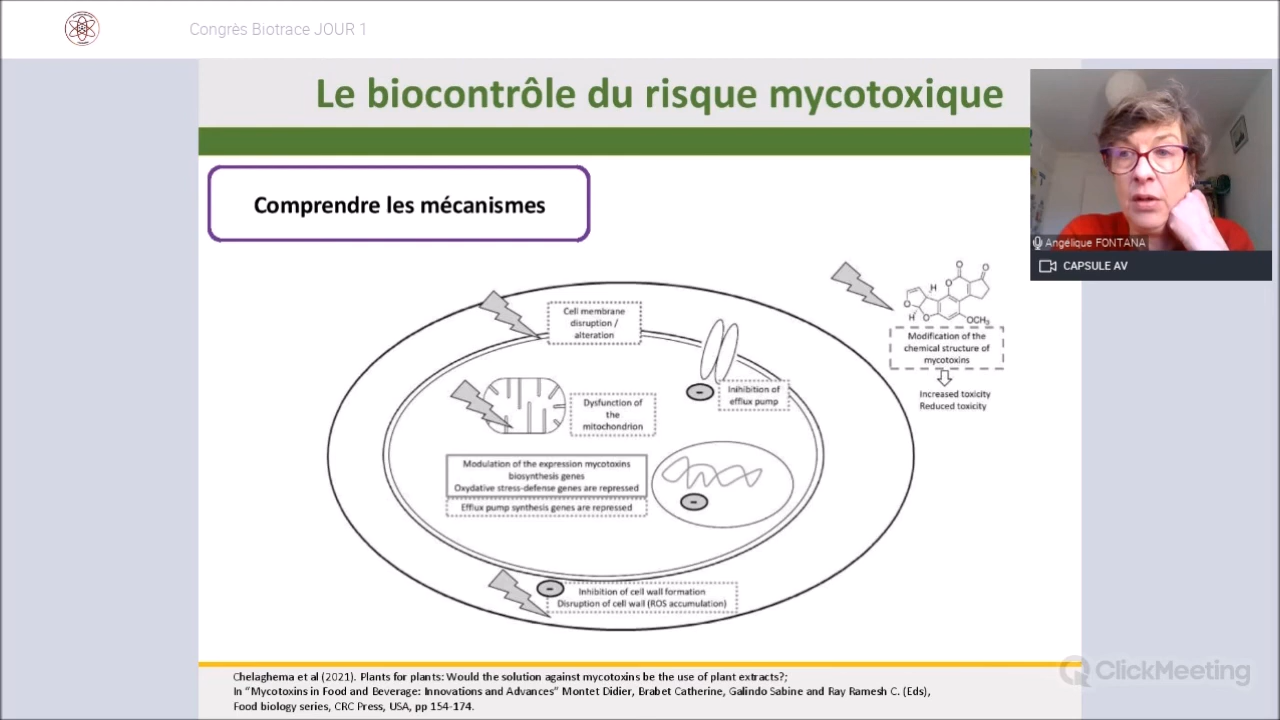 Congrès Biotrace JOUR 1
Le biocontrôle du risque mycotoxique
Comprendre les mécanismes
Angélique FONTANA
CAPSULE AV
Cell membrane
disruption /
alteration
Inihibition of
efflux pump
Dysfunction of
the
mitochondrion
Modulation of the expression mycotoxins
biosynthesis genes
Oxydative stress-defense genes are repressed
Efflux pump synthesis genes are repressed
Inhibition of cell wall formation
Disruption of cell wall (ROS accumulation)
O
O
O
H
O
H
O
OCH3
Modification of the
chemical structure of
mycotoxins
Increased toxicity
Reduced toxicity
Chelaghema et al (2021). Plants for plants: Would the solution against mycotoxins be the use of plant extracts?;
In “Mycotoxins in Food and Beverage: Innovations and Advances” Montet Didier, Brabet Catherine, Galindo Sabine and Ray Ramesh C. (Eds),
Food biology series, CRC Press, USA, pp 154-174.
ClickMeeting